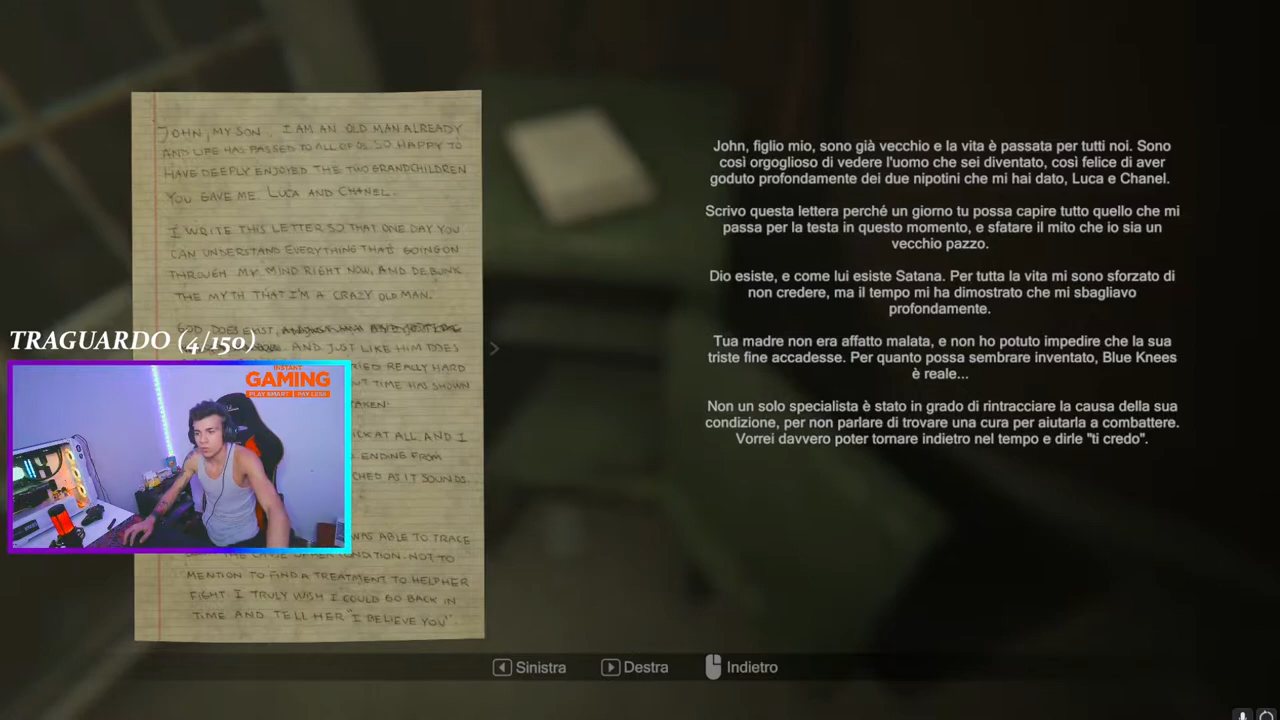 JOHN, MY SON. I AM AN OLD MAN ALREADY
AND LIFE HAS PASSED TO ALL OF US. SO HAPPY TO
HAVE DEEPLY ENJOYED THE TWO GRANDCHILDREN
YOU GAVE ME. LUCA AND CHANEL.
I WRITE THIS LETTER SO THAT ONE DAY YOU
CAN UNDERSTAND EVERYTHING THAT'S GOING ON
THROUGH MY MIND RIGHT NOW, AND DEBUNK
THE MYTH THAT I'M A CRAZY OLD MAN.
GOD DOES EXIST,
AND JUST LIKE HIM DOES
RIED REALLY HARD
UT TIME HAS SHOWN
AKEN.
ICK AT ALL AND I
ENDING FROM
CHED AS IT SOUNDS
WAS ABLE TO TRACE
THE CAUSE OF HER CONDITION. NOT TO
MENTION TO FIND A TREATMENT TO HELP HER
FIGHT. I TRULY WISH I COULD GO BACK IN
TIME AND TELL HER "I BELIEVE YOU"
TRAGUARDO (4/150)
INSTANT
GAMING
PLAY SMART | PAY LESS
John, figlio mio, sono già vecchio e la vita è passata per tutti noi. Sono
così orgoglioso di vedere l'uomo che sei diventato, così felice di aver
goduto profondamente dei due nipotini che mi hai dato, Luca e Chanel.
Scrivo questa lettera perché un giorno tu possa capire tutto quello che mi
passa per la testa in questo momento, e sfatare il mito che io sia un
vecchio pazzo.
Dio esiste, e come lui esiste Satana. Per tutta la vita mi sono sforzato di
non credere, ma il tempo mi ha dimostrato che mi sbagliavo
profondamente.
Tua madre non era affatto malata, e non ho potuto impedire che la sua
triste fine accadesse. Per quanto possa sembrare inventato, Blue Knees
è reale...
Non un solo specialista è stato in grado di rintracciare la causa della sua
condizione, per non parlare di trovare una cura per aiutarla a combattere.
Vorrei davvero poter tornare indietro nel tempo e dirle "ti credo".
Sinistra Destra Indietro